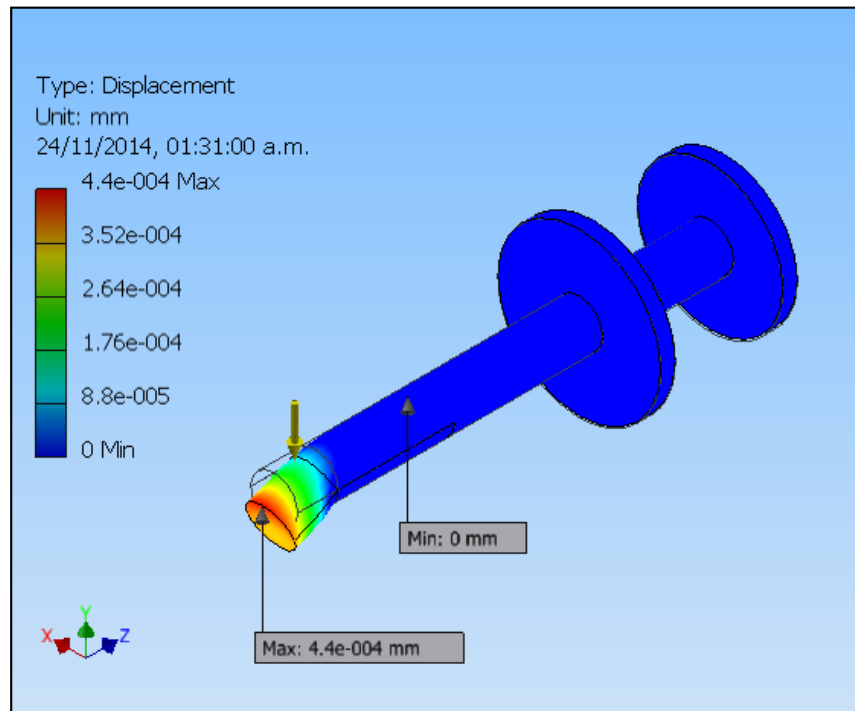 Type: Displacement
Unit: mm
24/11/2014, 01:31:00 a.m.
4.4e-004 Max
3.52e-004
2.64e-004
1.76e-004
8.8e-005
0 Min
Min: 0 mm
Y
X
Z
Max: 4.4e-004 mm